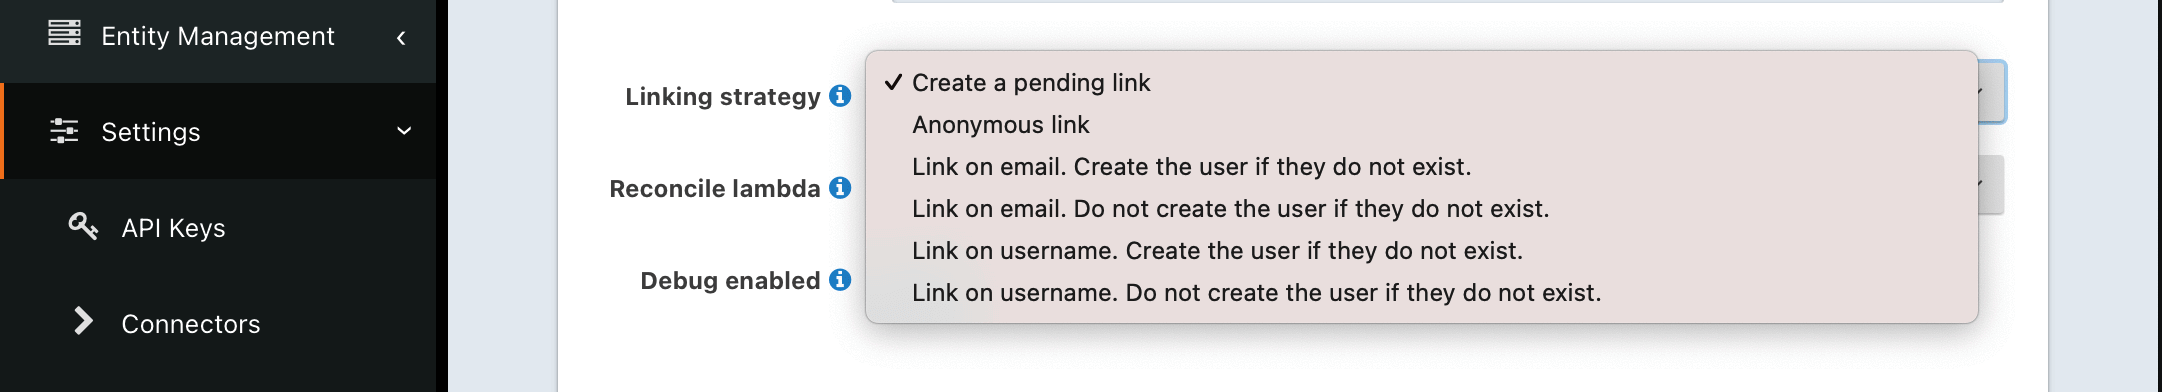 Entity Management
Settings
API Keys
Connectors
Linking strategy
Create a pending link
Anonymous link
Link on email. Create the user if they do not exist.
Link on email. Do not create the user if they do not exist.
Link on username. Create the user if they do not exist.
Link on username. Do not create the user if they do not exist.
Reconcile lambda
Debug enabled